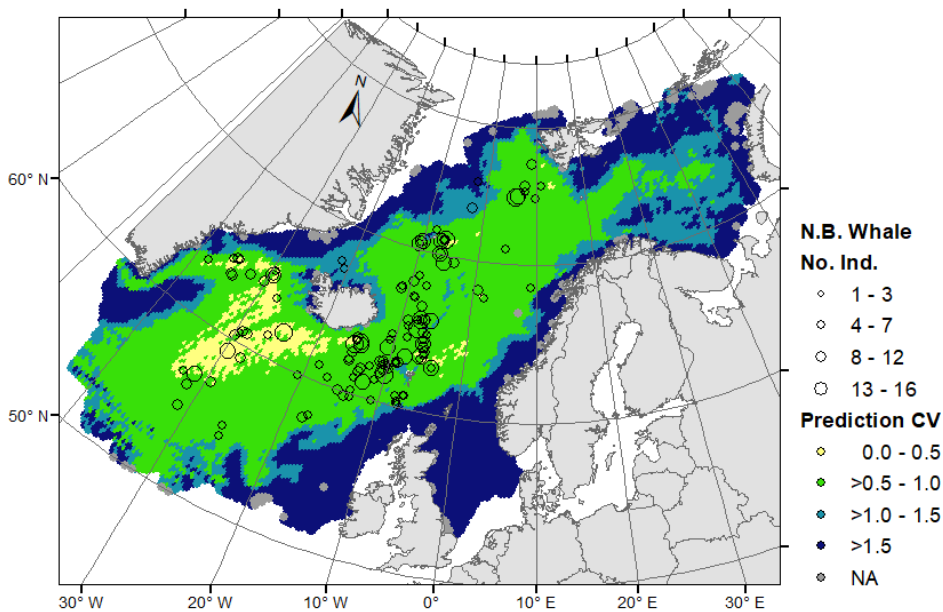 N
60° N
50° N
30° W
20° W
10° W
0°
10° E
20° E
30° E
N.B. Whale
No. Ind.
1 - 3
4 - 7
8 - 12
13 - 16
Prediction CV
0.0 - 0.5
>0.5 - 1.0
>1.0 - 1.5
>1.5
NA